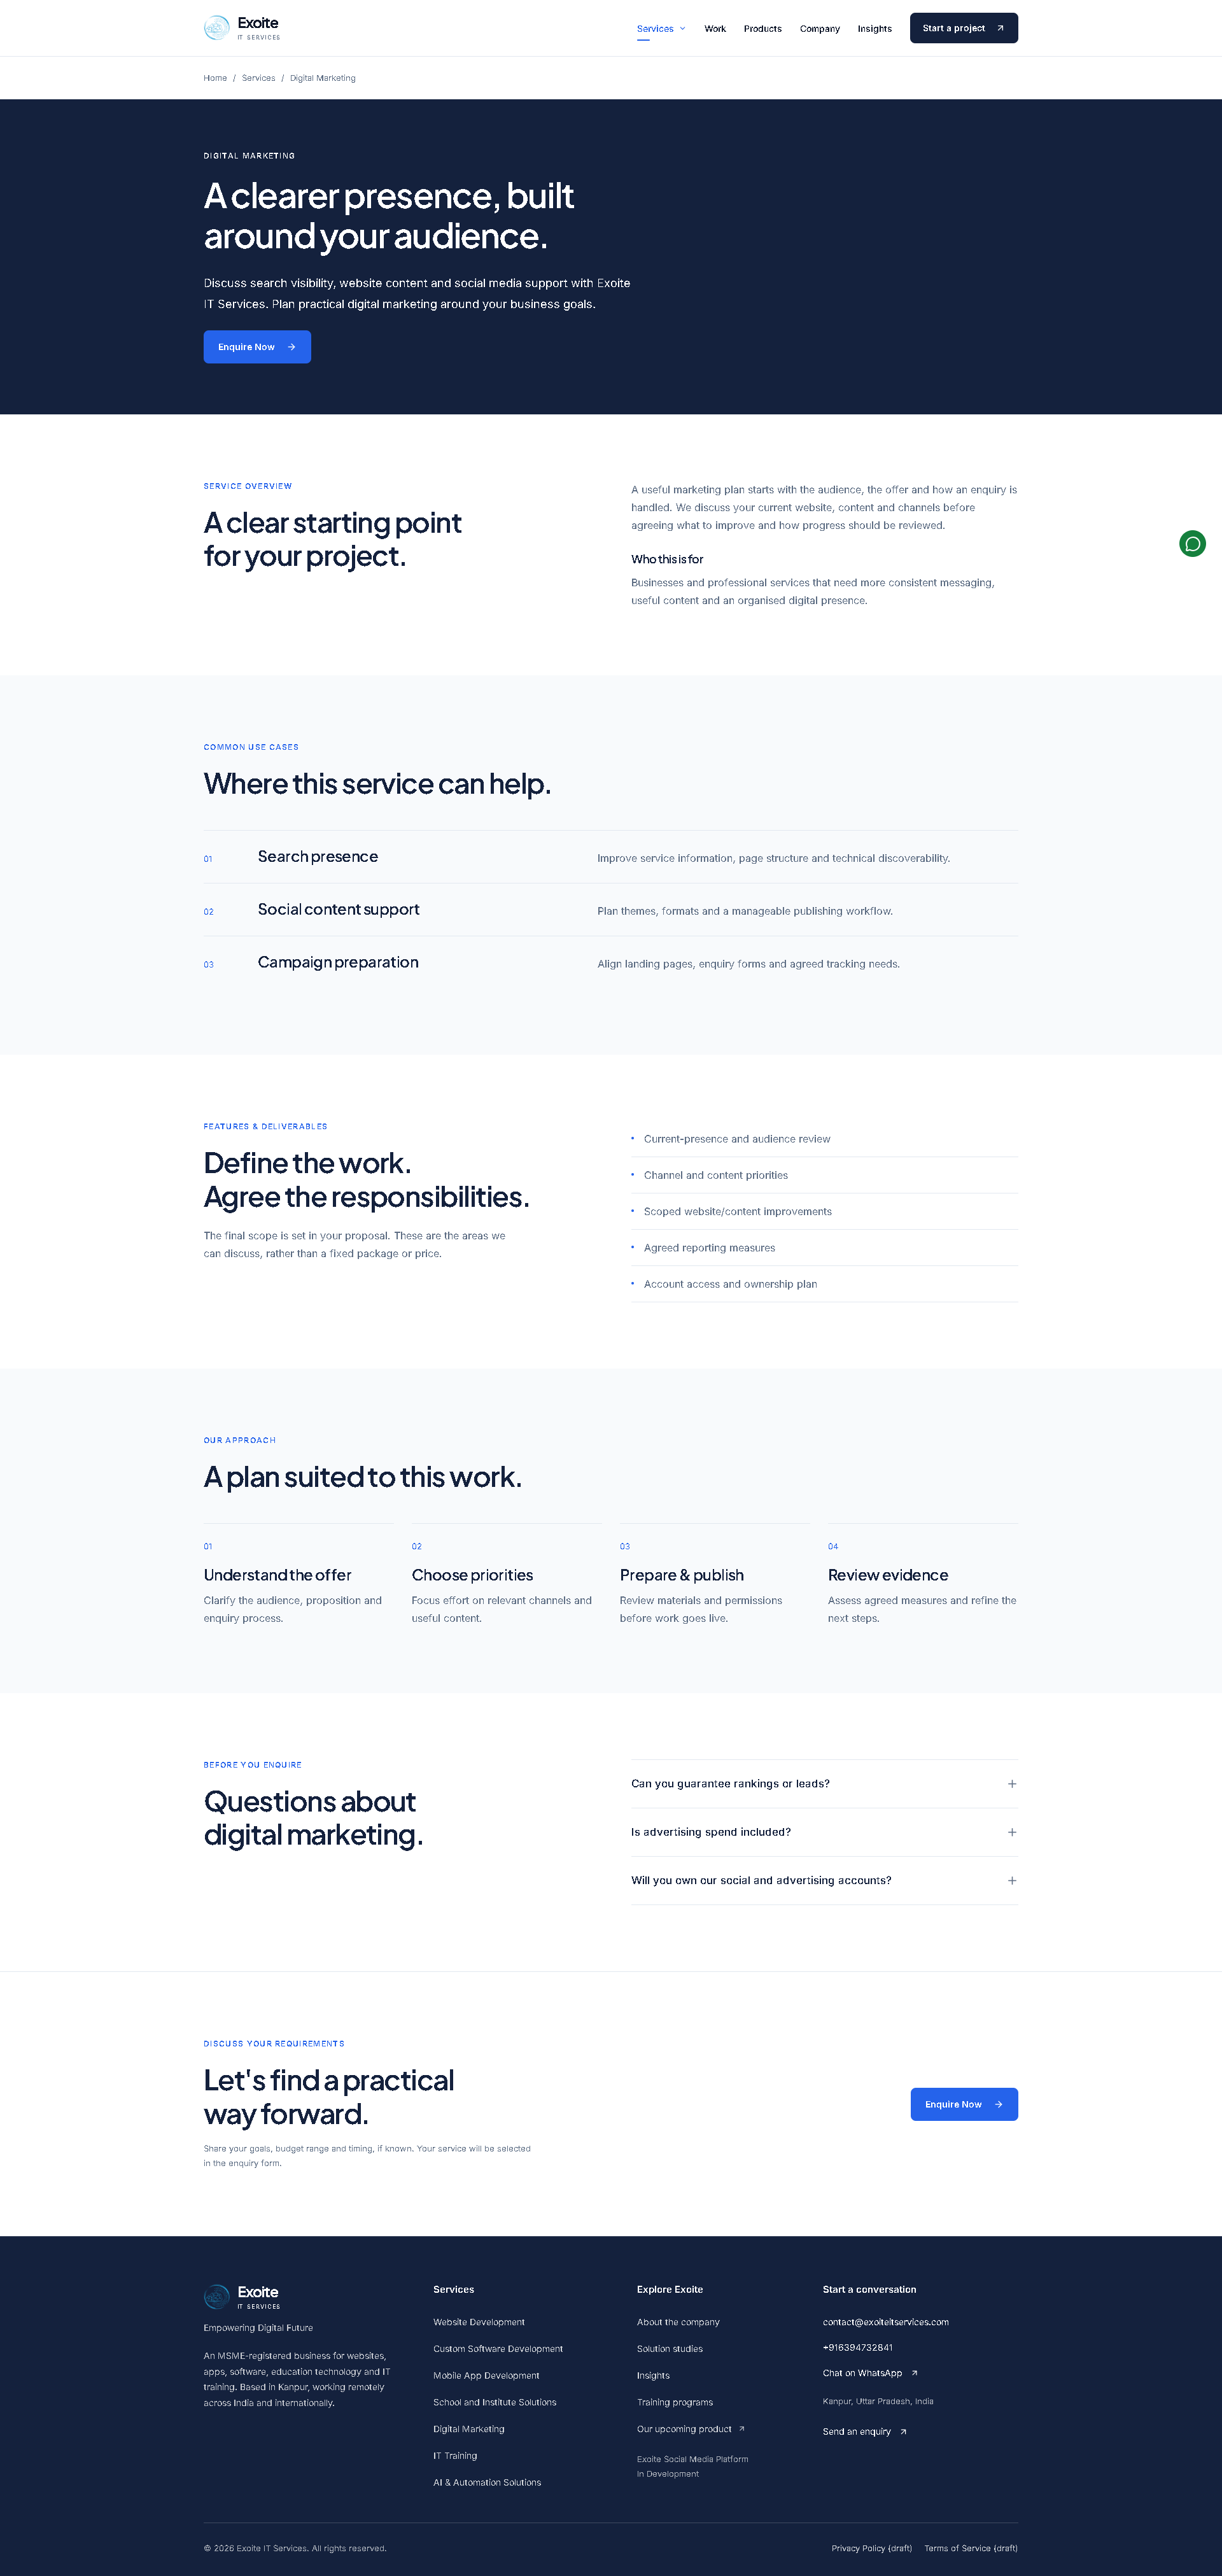 Exoite
IT SERVICES
Services
Work
Products
Company
Insights
Start a project
Home / Services / Digital Marketing
DIGITAL MARKETING
A clearer presence, built
around your audience.
Discuss search visibility, website content and social media support with Exoite
IT Services. Plan practical digital marketing around your business goals.
Enquire Now
SERVICE OVERVIEW
A clear starting point
for your project.
A useful marketing plan starts with the audience, the offer and how an enquiry is
handled. We discuss your current website, content and channels before
agreeing what to improve and how progress should be reviewed.
Who this is for
Businesses and professional services that need more consistent messaging,
useful content and an organised digital presence.
COMMON USE CASES
Where this service can help.
01
Search presence
Improve service information, page structure and technical discoverability.
02
Social content support
Plan themes, formats and a manageable publishing workflow.
03
Campaign preparation
Align landing pages, enquiry forms and agreed tracking needs.
FEATURES & DELIVERABLES
Define the work.
Agree the responsibilities.
The final scope is set in your proposal. These are the areas we
can discuss, rather than a fixed package or price.
Current-presence and audience review
Channel and content priorities
Scoped website/content improvements
Agreed reporting measures
Account access and ownership plan
OUR APPROACH
A plan suited to this work.
01
Understand the offer
Clarify the audience, proposition and
enquiry process.
02
Choose priorities
Focus effort on relevant channels and
useful content.
03
Prepare & publish
Review materials and permissions
before work goes live.
04
Review evidence
Assess agreed measures and refine the
next steps.
BEFORE YOU ENQUIRE
Questions about
digital marketing.
Can you guarantee rankings or leads?
Is advertising spend included?
Will you own our social and advertising accounts?
DISCUSS YOUR REQUIREMENTS
Let's find a practical
way forward.
Share your goals, budget range and timing, if known. Your service will be selected
in the enquiry form.
Enquire Now
Exoite
IT SERVICES
Empowering Digital Future
An MSME-registered business for websites,
apps, software, education technology and IT
training. Based in Kanpur, working remotely
across India and internationally.
Services
Website Development
Custom Software Development
Mobile App Development
School and Institute Solutions
Digital Marketing
IT Training
AI & Automation Solutions
Explore Exoite
About the company
Solution studies
Insights
Training programs
Our upcoming product
Exoite Social Media Platform
In Development
Start a conversation
contact@exoiteitservices.com
+916394732841
Chat on WhatsApp
Kanpur, Uttar Pradesh, India
Send an enquiry
© 2026 Exoite IT Services. All rights reserved.
Privacy Policy (draft)
Terms of Service (draft)